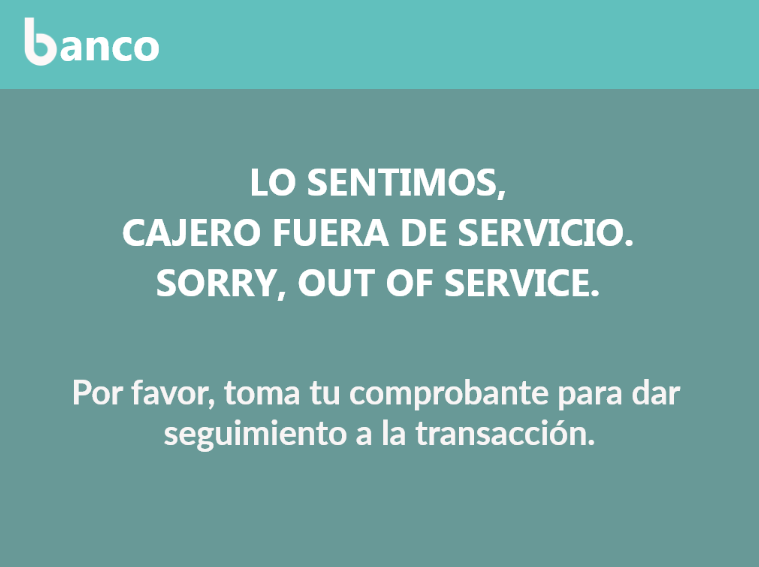 banco
LO SENTIMOS,
CAJERO FUERA DE SERVICIO.
SORRY, OUT OF SERVICE.
Por favor, toma tu comprobante para dar
seguimiento a la transacción.